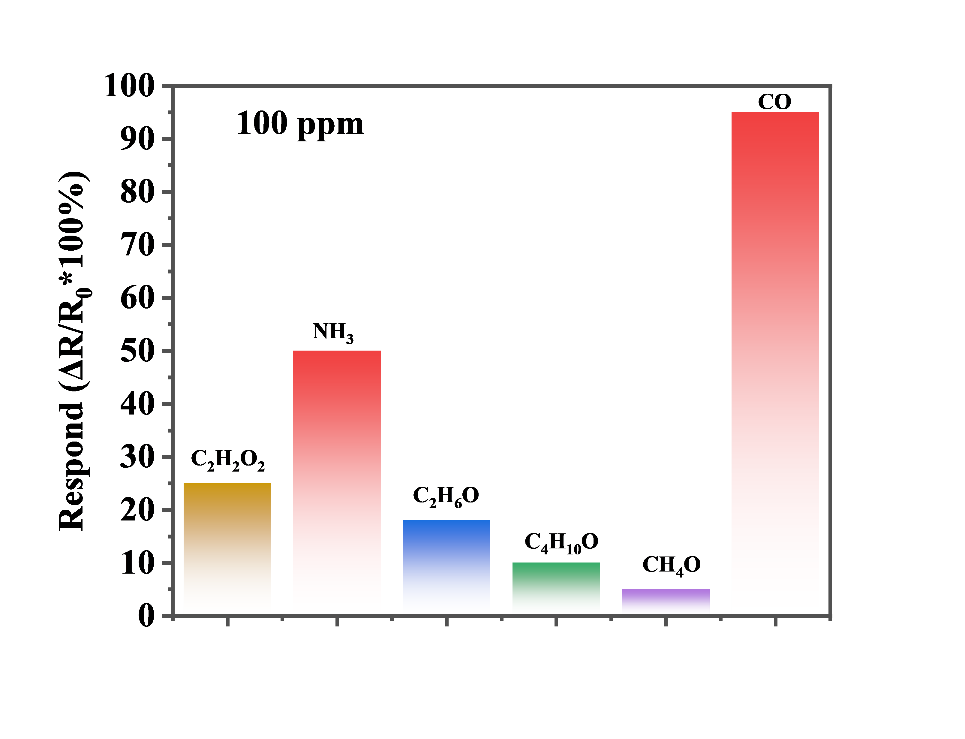 100 ppm
CO
NH₃
C₂H₂O₂
C₂H₆O
C₄H₁₀O
CH₄O
100
90
80
70
60
50
40
30
20
10
0
Respond (ΔR/R₀*100%)